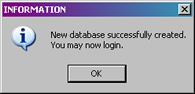 INFORMATION
New database successfully created.
You may now login.
OK